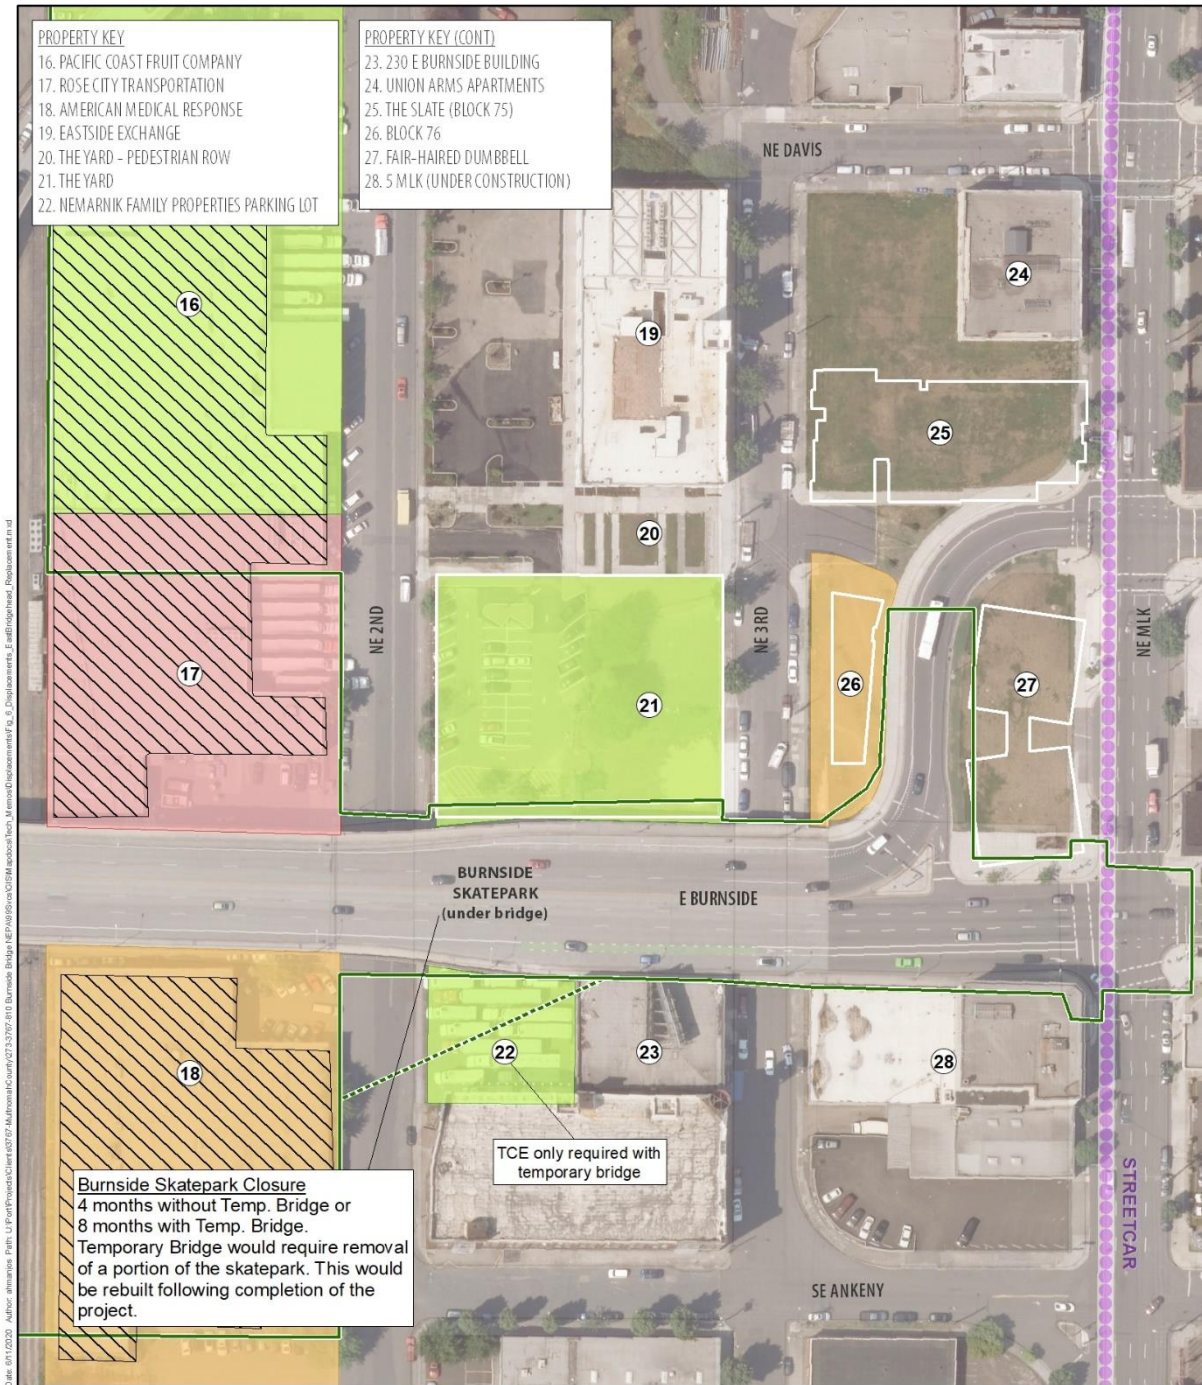 PROPERTY KEY
16. PACIFIC COAST FRUIT COMPANY
17. ROSE CITY TRANSPORTATION
18. AMERICAN MEDICAL RESPONSE
19. EASTSIDE EXCHANGE
20. THE YARD - PEDESTRIAN ROW
21. THE YARD
22. NEMARNIK FAMILY PROPERTIES PARKING LOT
PROPERTY KEY (CONT)
23. 230 E BURNSIDE BUILDING
24. UNION ARMS APARTMENTS
25. THE SLATE (BLOCK 75)
26. BLOCK 76
27. FAIR-HAIRED DUMBBELL
28. 5 MLK (UNDER CONSTRUCTION)
NE DAVIS
24
16
19
25
20
NE 2ND
NE 3RD
NE MLK
17
26
27
21
BURNSIDE
SKATEPARK
(under bridge)
E BURNSIDE
22
23
28
18
TCE only required with
temporary bridge
Burnside Skatepark Closure
4 months without Temp. Bridge or
8 months with Temp. Bridge.
Temporary Bridge would require removal
of a portion of the skatepark. This would
be rebuilt following completion of the
project.
STREETCAR
SE ANKENY
Date: 6/11/2020 Author: ahmanjos